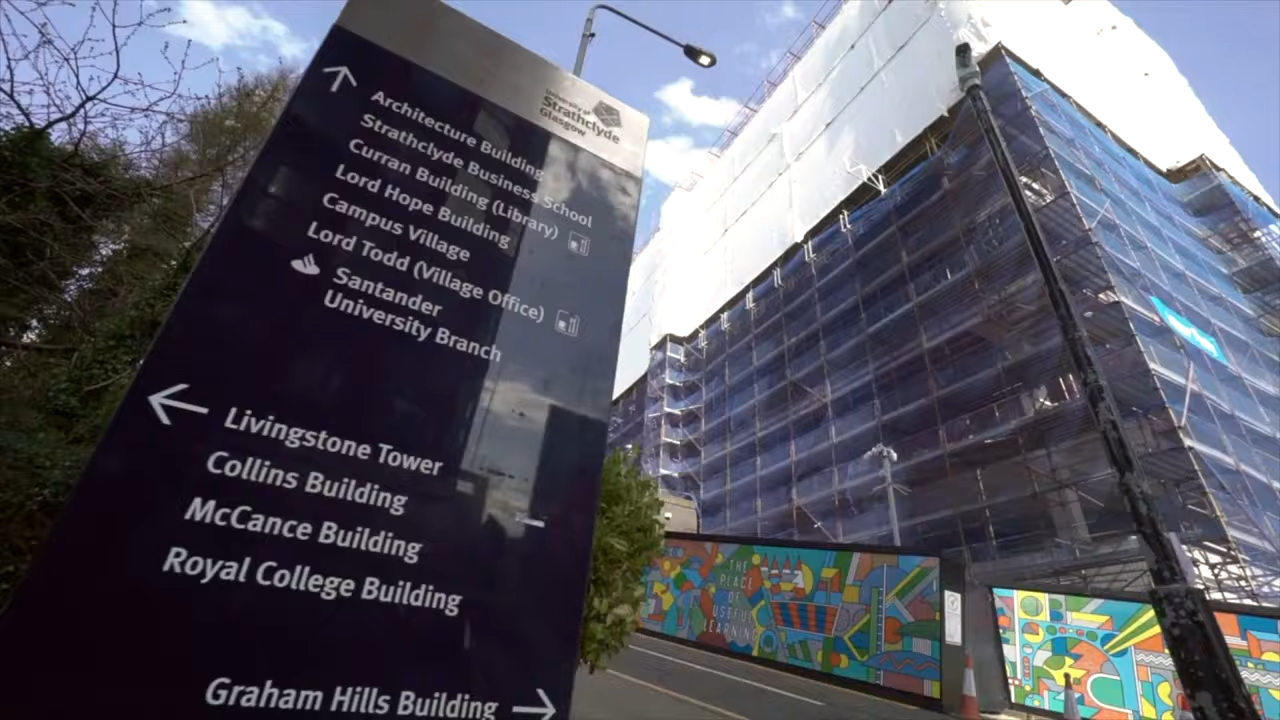 University of
Strathclyde
Glasgow
Architecture Building
Strathclyde Business School
Curran Building (Library)
Lord Hope Building
Campus Village
Lord Todd (Village Office)
Santander
University Branch
Livingstone Tower
Collins Building
McCance Building
Royal College Building
Graham Hills Building
THE
PLACE
OF
USEFUL
LEARNING